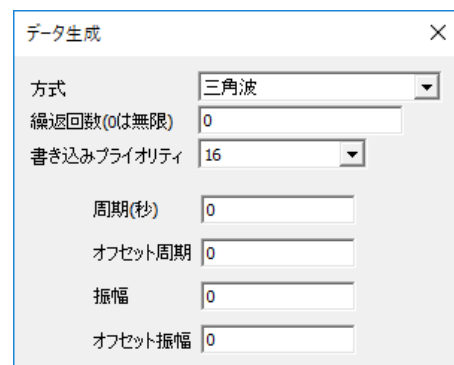 データ生成
方式 三角波
繰返回数(0は無限) 0
書き込みプライオリティ 16
周期(秒) 0
オフセット周期 0
振幅 0
オフセット振幅 0